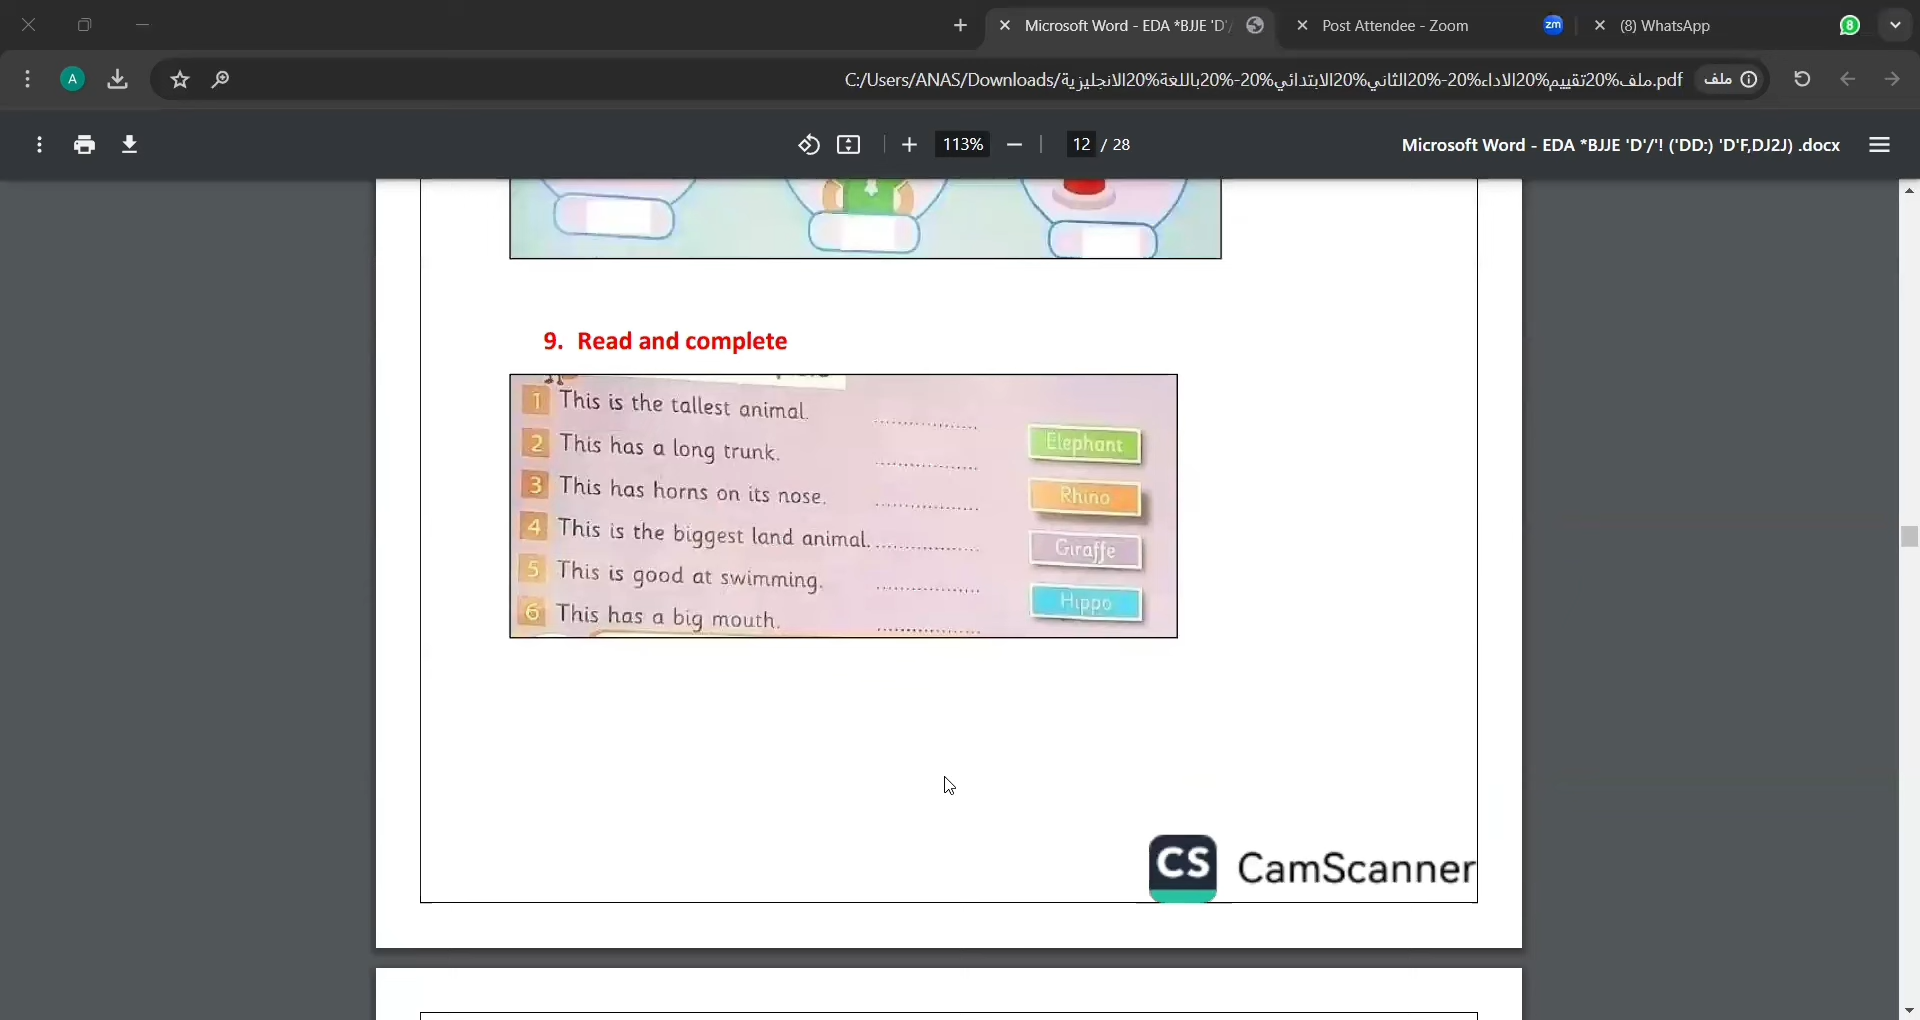 Microsoft Word - EDA *BJJE 'D'/
Post Attendee - Zoom
zm
(8) WhatsApp
8
A
C:/Users/ANAS/Downloads/ملف%20تقييم%20الاداء%20-%20الثاني%20الابتدائي%20-%20باللغة%20الانجليزية.pdf
ملف
113%
12 / 28
Microsoft Word - EDA *BJJE 'D'/'! ('DD:) 'D'F,DJ2J) .docx
9. Read and complete
1 This is the tallest animal. ....................
2 This has a long trunk. ....................
3 This has horns on its nose. ....................
4 This is the biggest land animal. ....................
5 This is good at swimming. ....................
6 This has a big mouth. ....................
Elephant
Rhino
Giraffe
Hippo
CS CamScanner